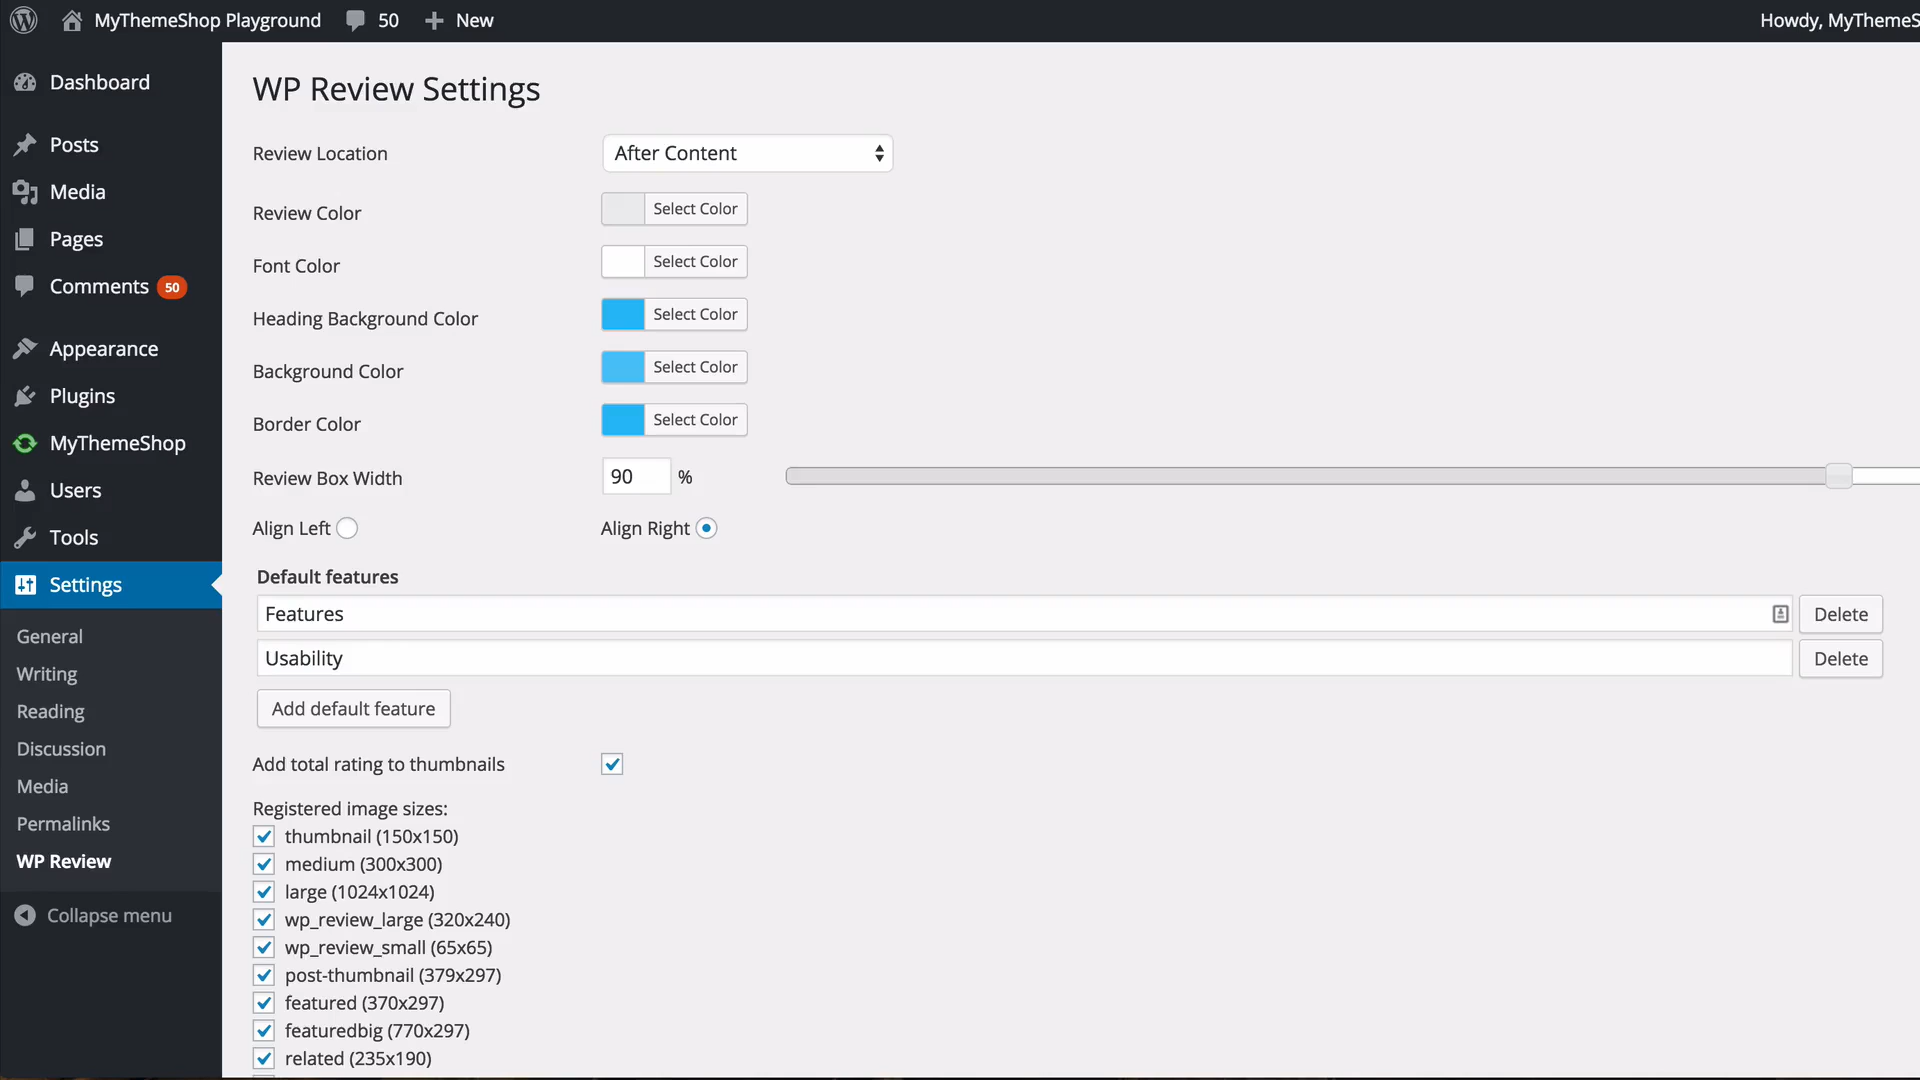 MyThemeShop Playground 50 New Howdy, MyThemeS
Dashboard
Posts
Media
Pages
Comments 50
Appearance
Plugins
MyThemeShop
Users
Tools
Settings
General
Writing
Reading
Discussion
Media
Permalinks
WP Review
Collapse menu
WP Review Settings
Review Location After Content
Review Color Select Color
Font Color Select Color
Heading Background Color Select Color
Background Color Select Color
Border Color Select Color
Review Box Width 90 %
Align Left Align Right
Default features
Features Delete
Usability Delete
Add default feature
Add total rating to thumbnails
Registered image sizes:
thumbnail (150x150)
medium (300x300)
large (1024x1024)
wp_review_large (320x240)
wp_review_small (65x65)
post-thumbnail (379x297)
featured (370x297)
featuredbig (770x297)
related (235x190)